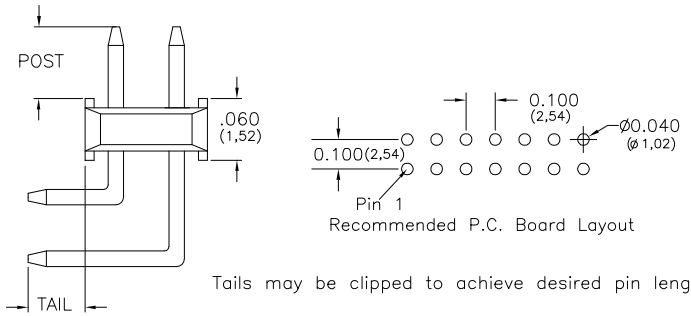 POST
.060
(1,52)
TAIL
0.100
(2,54)
Ø0.040
(ø 1,02)
0.100(2,54)
Pin 1
Recommended P.C. Board Layout
Tails may be clipped to achieve desired pin leng